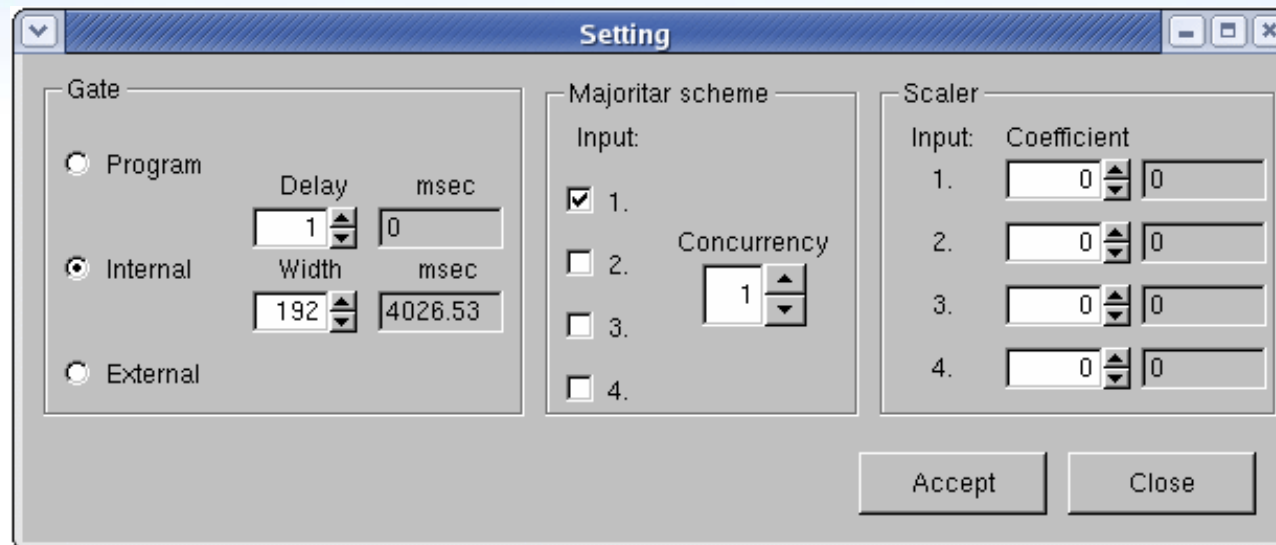 Setting
Gate
Program
Delay msec
1 0
Internal
Width msec
192 4026.53
External
Majoritar scheme
Input:
1.
2.
3.
4.
Concurrency
1
Scaler
Input: Coefficient
1. 0 0
2. 0 0
3. 0 0
4. 0 0
Accept Close